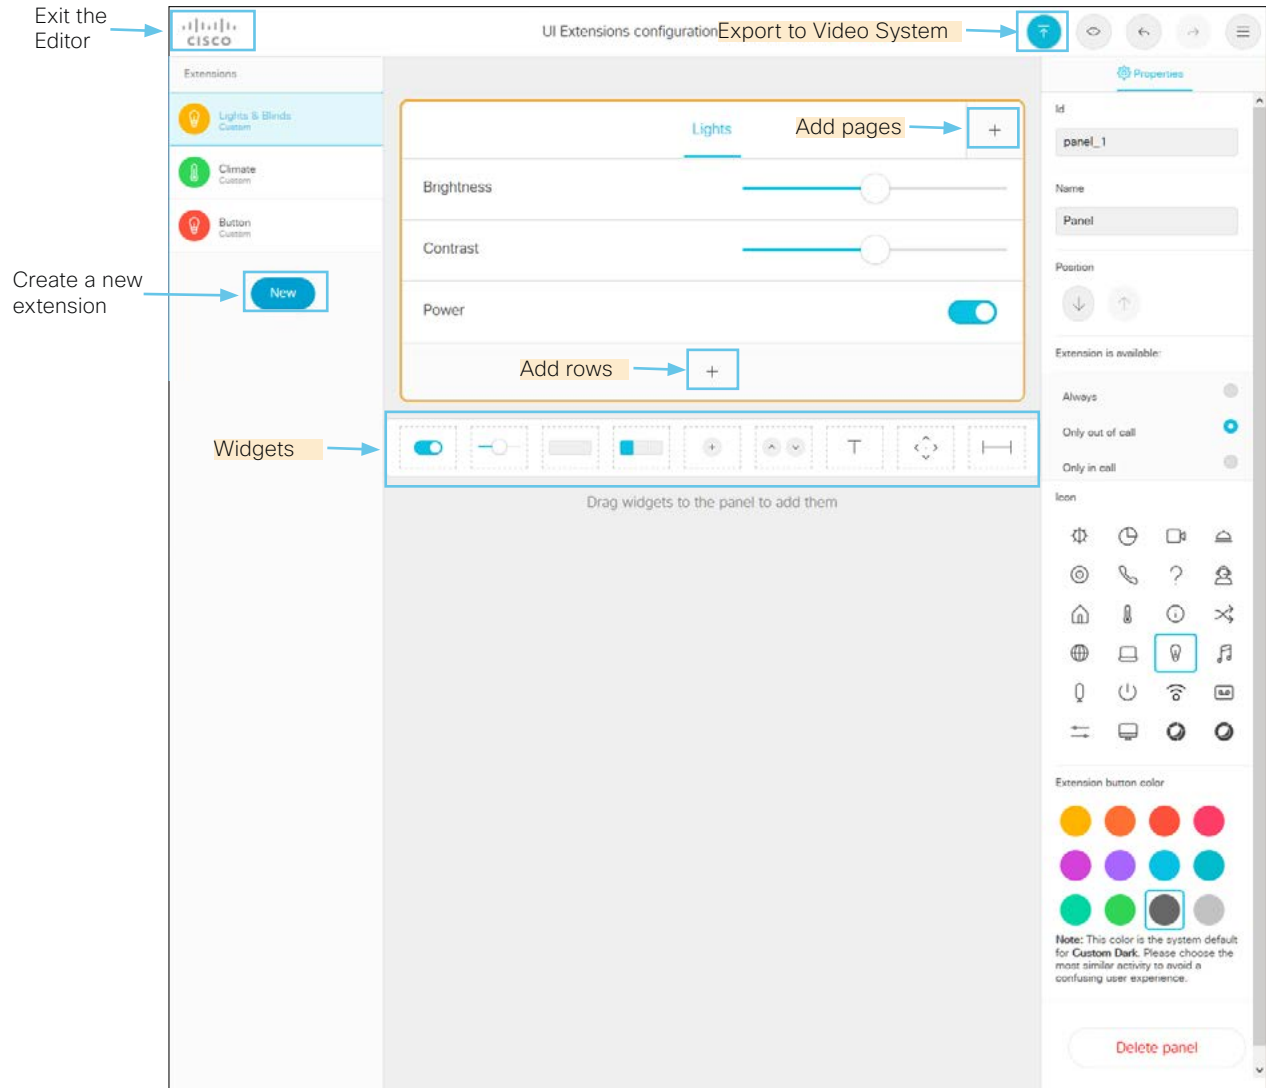 Exit the
Editor
CISCO
UI Extensions configuration
Export to Video System
Extensions
Properties
Lights & Blinds
Custom
Climate
Custom
Button
Custom
Create a new
extension
New
Lights
Add pages
+
Brightness
Contrast
Power
Add rows
+
Widgets
Drag widgets to the panel to add them
Id
panel_1
Name
Panel
Position
Extension is available:
Always
Only out of call
Only in call
Icon
Extension button color
Note: This color is the system default
for Custom Dark. Please choose the
most similar activity to avoid a
confusing user experience.
Delete panel